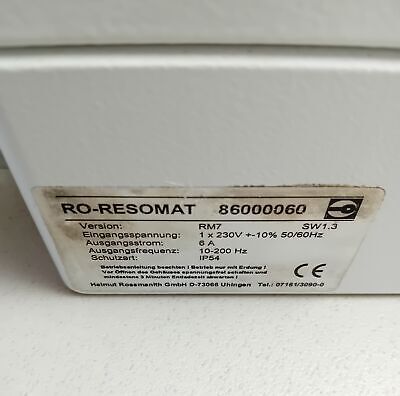 RO-RESOMAT 86000060
Version: RM7 SW1.3
Eingangsspannung: 1 x 230V +-10% 50/60Hz
Ausgangsstrom: 6 A
Ausgangsfrequenz: 10-200 Hz
Schutzart: IP54
Betriebsanleitung beachten ! Betrieb nur mit Erdung !
Vor Öffnen des Gehäuses spannungsfrei schalten und
mindestens 3 Minuten Entladezeit abwarten !
CE
Helmut Rossmanith GmbH D-73066 Uhingen Tel.: 07161/3090-0